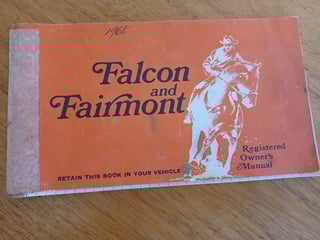 1968
Falcon
and
Fairmont
Registered
Owner's
Manual
RETAIN THIS BOOK IN YOUR VEHICLE